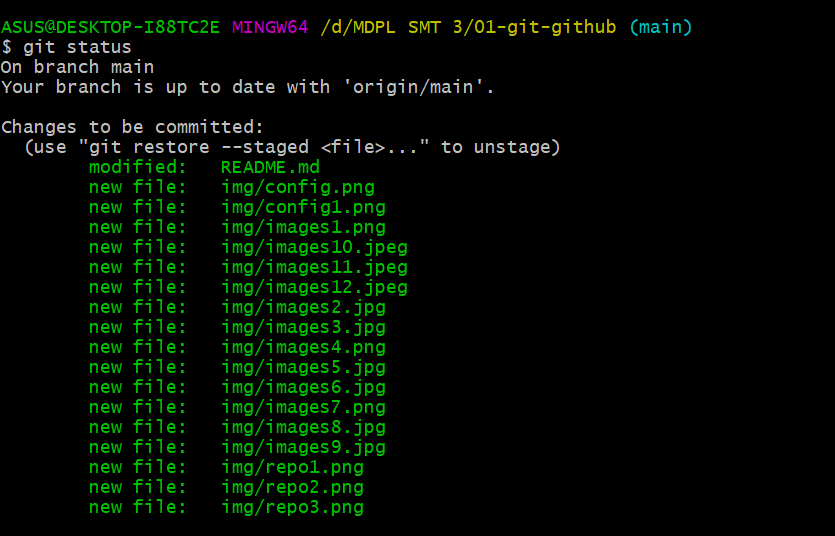 ASUS@DESKTOP-I88TC2E MINGW64 /d/MDPL SMT 3/01-git-github (main)
$ git status
On branch main
Your branch is up to date with 'origin/main'.

Changes to be committed:
  (use "git restore --staged <file>..." to unstage)
        modified:   README.md
        new file:   img/config.png
        new file:   img/config1.png
        new file:   img/images1.png
        new file:   img/images10.jpeg
        new file:   img/images11.jpeg
        new file:   img/images12.jpeg
        new file:   img/images2.jpg
        new file:   img/images3.jpg
        new file:   img/images4.png
        new file:   img/images5.jpg
        new file:   img/images6.jpg
        new file:   img/images7.png
        new file:   img/images8.jpg
        new file:   img/images9.jpg
        new file:   img/repo1.png
        new file:   img/repo2.png
        new file:   img/repo3.png